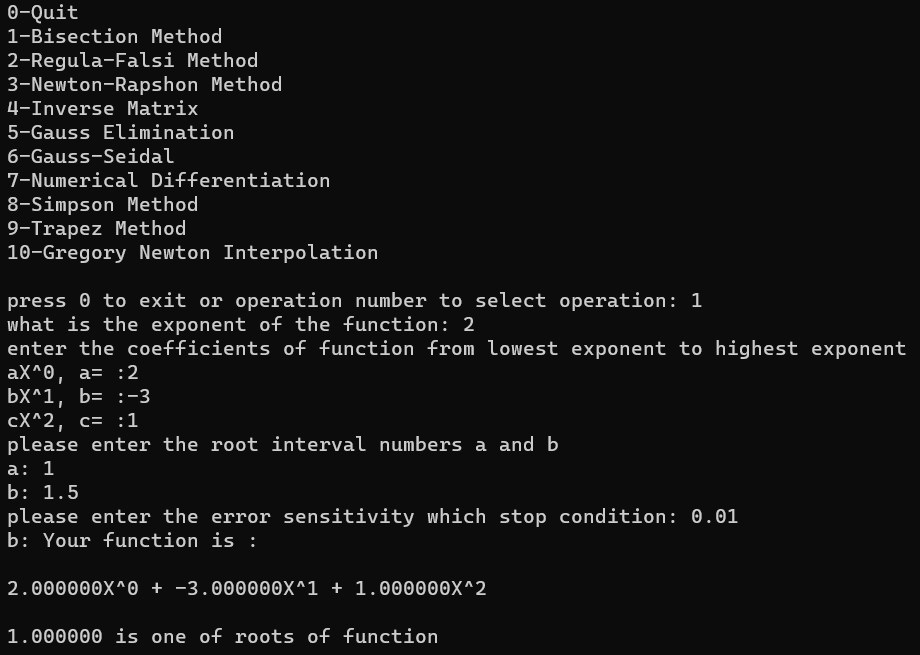 0-Quit
1-Bisection Method
2-Regula-Falsi Method
3-Newton-Rapshon Method
4-Inverse Matrix
5-Gauss Elimination
6-Gauss-Seidal
7-Numerical Differentiation
8-Simpson Method
9-Trapez Method
10-Gregory Newton Interpolation
press 0 to exit or operation number to select operation: 1
what is the exponent of the function: 2
enter the coefficients of function from lowest exponent to highest exponent
aX^0, a= :2
bX^1, b= :-3
cX^2, c= :1
please enter the root interval numbers a and b
a: 1
b: 1.5
please enter the error sensitivity which stop condition: 0.01
b: Your function is :
2.000000X^0 + -3.000000X^1 + 1.000000X^2
1.000000 is one of roots of function